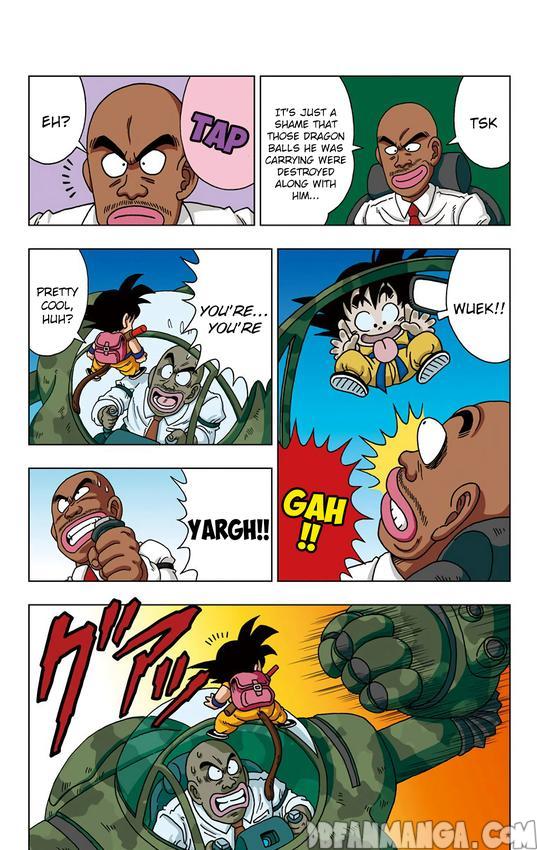 TSK
IT'S JUST A
SHAME THAT
THOSE DRAGON
BALLS HE WAS
CARRYING WERE
DESTROYED
ALONG WITH
HIM...
TAP
EH?
WUEK!!
GAH
!!
YOU'RE...
YOU'RE
PRETTY
COOL,
HUH?
YARGH!!
グアッ
DBFANMANGA.COM